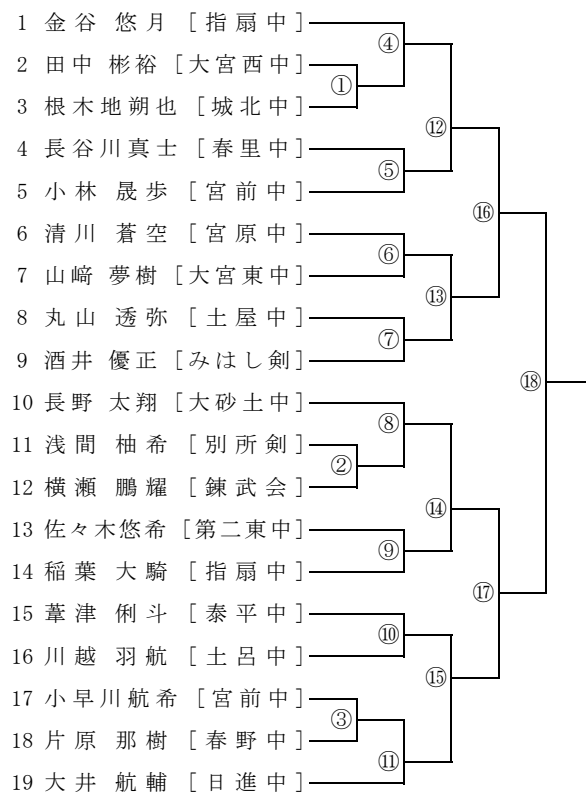 1 金谷 悠月 [指扇中]
④
2 田中 彬裕 [大宮西中]
①
3 根木地朔也 [城北中]
⑫
4 長谷川真士 [春里中]
⑤
5 小林 晟歩 [宮前中]
⑯
6 清川 蒼空 [宮原中]
⑥
7 山﨑 夢樹 [大宮東中]
⑬
8 丸山 透弥 [土屋中]
⑦
9 酒井 優正 [みはし剣]
⑱
10 長野 太翔 [大砂土中]
⑧
11 浅間 柚希 [別所剣]
②
12 横瀬 鵬耀 [錬武会]
⑭
13 佐々木悠希 [第二東中]
⑨
14 稲葉 大騎 [指扇中]
⑰
15 葦津 俐斗 [泰平中]
⑩
16 川越 羽航 [土呂中]
⑮
17 小早川航希 [宮前中]
③
18 片原 那樹 [春野中]
⑪
19 大井 航輔 [日進中]